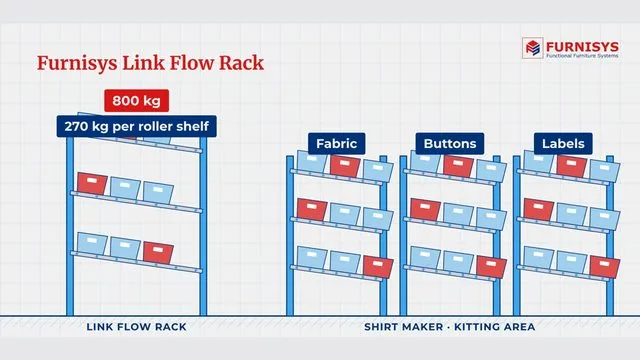 FURNISYS
Functional Furniture Systems
Furnisys Link Flow Rack
800 kg
270 kg per roller shelf
Fabric
Buttons
Labels
LINK FLOW RACK
SHIRT MAKER · KITTING AREA